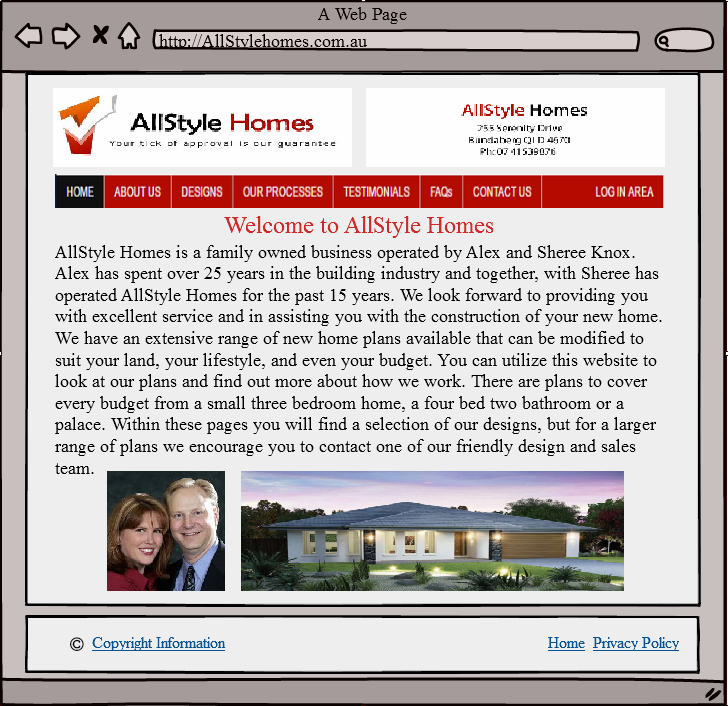 A Web Page
http://AllStylehomes.com.au
AllStyle Homes
Your tick of approval is our guarantee
AllStyle Homes
255 Serenity Drive
Bundaberg QLD 4670
Ph: 07 41538876
HOME ABOUT US DESIGNS OUR PROCESSES TESTIMONIALS FAQs CONTACT US LOG IN AREA
Welcome to AllStyle Homes
AllStyle Homes is a family owned business operated by Alex and Sheree Knox.
Alex has spent over 25 years in the building industry and together, with Sheree has
operated AllStyle Homes for the past 15 years. We look forward to providing you
with excellent service and in assisting you with the construction of your new home.
We have an extensive range of new home plans available that can be modified to
suit your land, your lifestyle, and even your budget. You can utilize this website to
look at our plans and find out more about how we work. There are plans to cover
every budget from a small three bedroom home, a four bed two bathroom or a
palace. Within these pages you will find a selection of our designs, but for a larger
range of plans we encourage you to contact one of our friendly design and sales
team.
© Copyright Information Home Privacy Policy